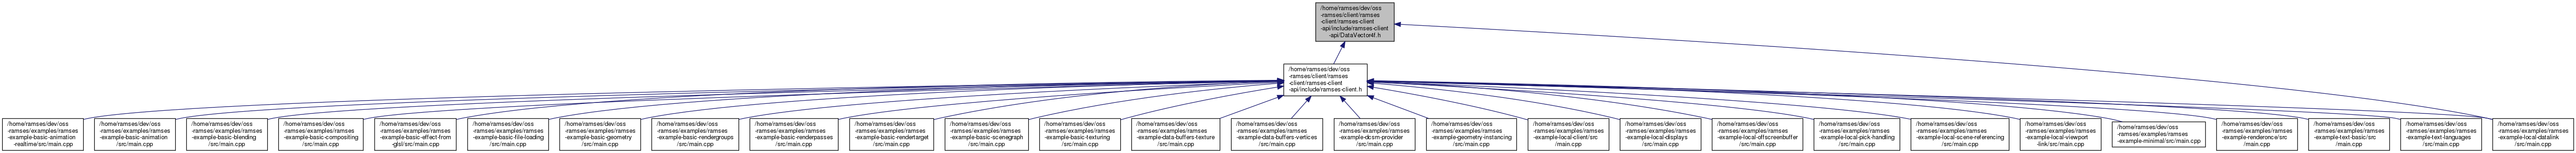 /home/ramses/dev/oss
-ramses/client/ramses
-client/ramses-client
-api/include/ramses-client
-api/DataVector4f.h
/home/ramses/dev/oss
-ramses/client/ramses
-client/ramses-client
-api/include/ramses-client.h
/home/ramses/dev/oss
-ramses/examples/ramses
-example-basic-animation
-realtime/src/main.cpp
/home/ramses/dev/oss
-ramses/examples/ramses
-example-basic-animation
/src/main.cpp
/home/ramses/dev/oss
-ramses/examples/ramses
-example-basic-blending
/src/main.cpp
/home/ramses/dev/oss
-ramses/examples/ramses
-example-basic-compositing
/src/main.cpp
/home/ramses/dev/oss
-ramses/examples/ramses
-example-basic-effect-from
-glsl/src/main.cpp
/home/ramses/dev/oss
-ramses/examples/ramses
-example-basic-file-loading
/src/main.cpp
/home/ramses/dev/oss
-ramses/examples/ramses
-example-basic-geometry
/src/main.cpp
/home/ramses/dev/oss
-ramses/examples/ramses
-example-basic-rendergroups
/src/main.cpp
/home/ramses/dev/oss
-ramses/examples/ramses
-example-basic-renderpasses
/src/main.cpp
/home/ramses/dev/oss
-ramses/examples/ramses
-example-basic-rendertarget
/src/main.cpp
/home/ramses/dev/oss
-ramses/examples/ramses
-example-basic-scenegraph
/src/main.cpp
/home/ramses/dev/oss
-ramses/examples/ramses
-example-basic-texturing
/src/main.cpp
/home/ramses/dev/oss
-ramses/examples/ramses
-example-data-buffers-texture
/src/main.cpp
/home/ramses/dev/oss
-ramses/examples/ramses
-example-data-buffers-vertices
/src/main.cpp
/home/ramses/dev/oss
-ramses/examples/ramses
-example-dcsm-provider
/src/main.cpp
/home/ramses/dev/oss
-ramses/examples/ramses
-example-geometry-instancing
/src/main.cpp
/home/ramses/dev/oss
-ramses/examples/ramses
-example-local-client/src
/main.cpp
/home/ramses/dev/oss
-ramses/examples/ramses
-example-local-displays
/src/main.cpp
/home/ramses/dev/oss
-ramses/examples/ramses
-example-local-offscreenbuffer
/src/main.cpp
/home/ramses/dev/oss
-ramses/examples/ramses
-example-local-pick-handling
/src/main.cpp
/home/ramses/dev/oss
-ramses/examples/ramses
-example-local-scene-referencing
/src/main.cpp
/home/ramses/dev/oss
-ramses/examples/ramses
-example-local-viewport
-link/src/main.cpp
/home/ramses/dev/oss
-ramses/examples/ramses
-example-minimal/src/main.cpp
/home/ramses/dev/oss
-ramses/examples/ramses
-example-renderonce/src
/main.cpp
/home/ramses/dev/oss
-ramses/examples/ramses
-example-text-basic/src
/main.cpp
/home/ramses/dev/oss
-ramses/examples/ramses
-example-text-languages
/src/main.cpp
/home/ramses/dev/oss
-ramses/examples/ramses
-example-local-datalink
/src/main.cpp